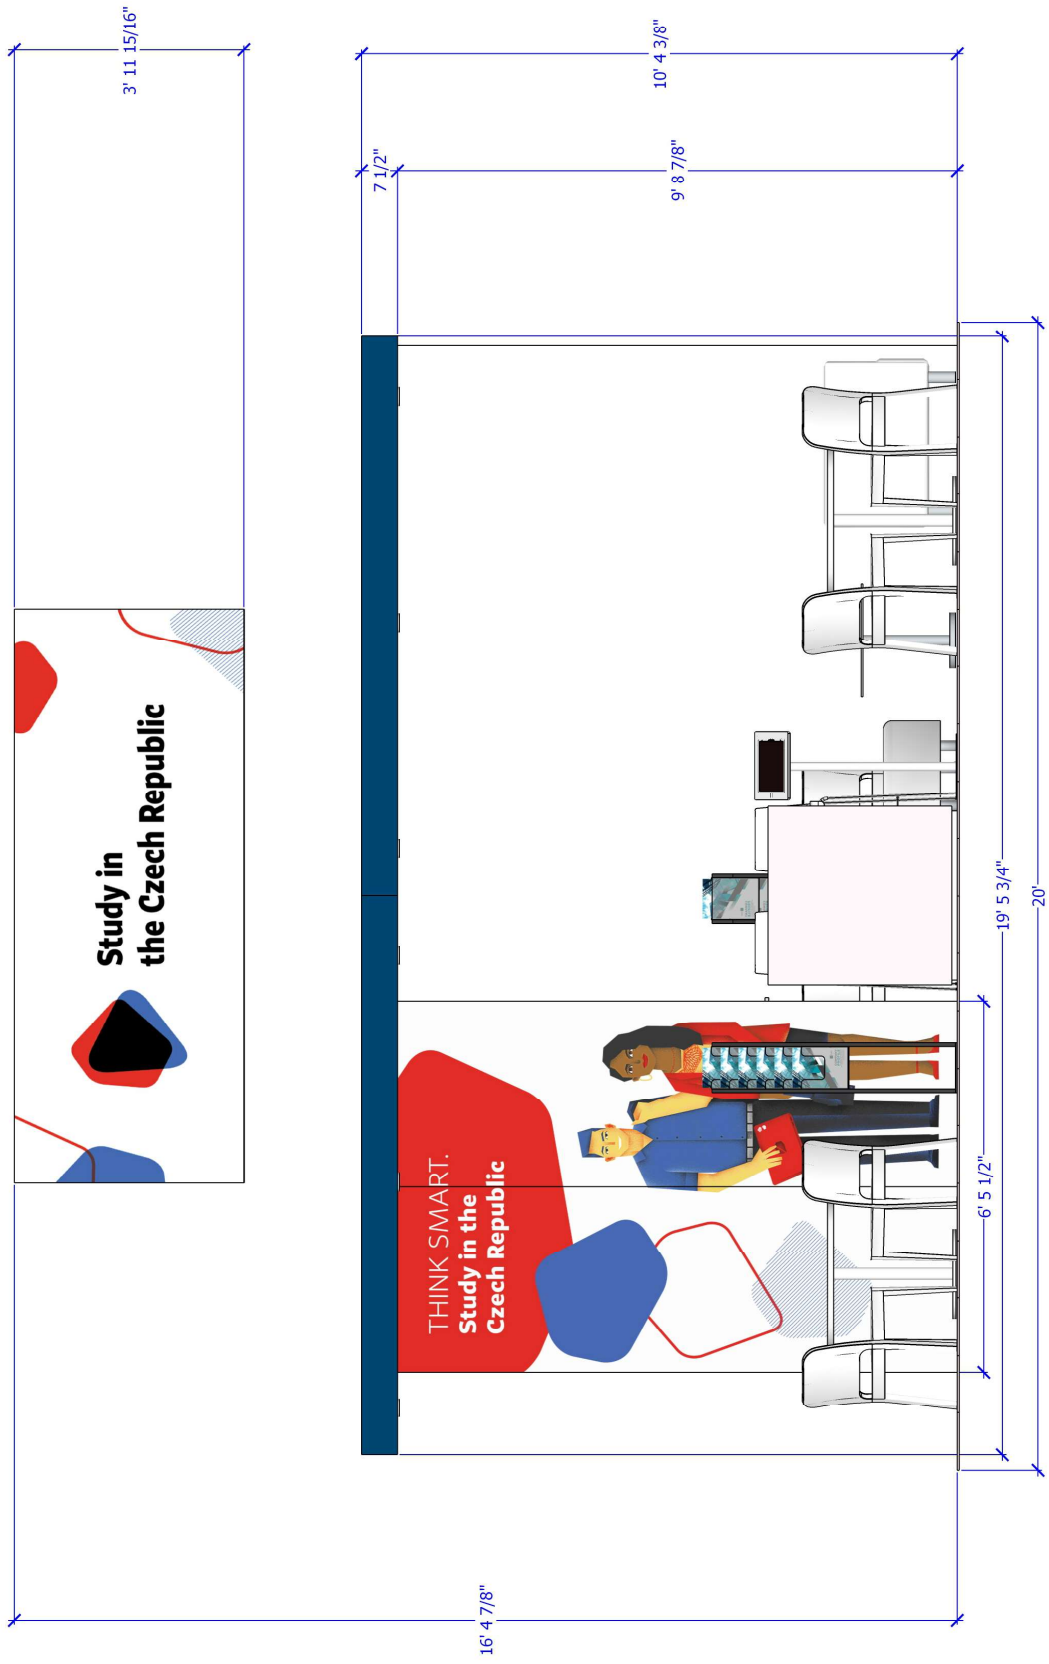 3' 11 15/16"
Study in
the Czech Republic
16' 4 7/8"
10' 4 3/8"
7 1/2"
9' 8 7/8"
THINK SMART.
Study in the
Czech Republic
6' 5 1/2"
19' 5 3/4"
20'